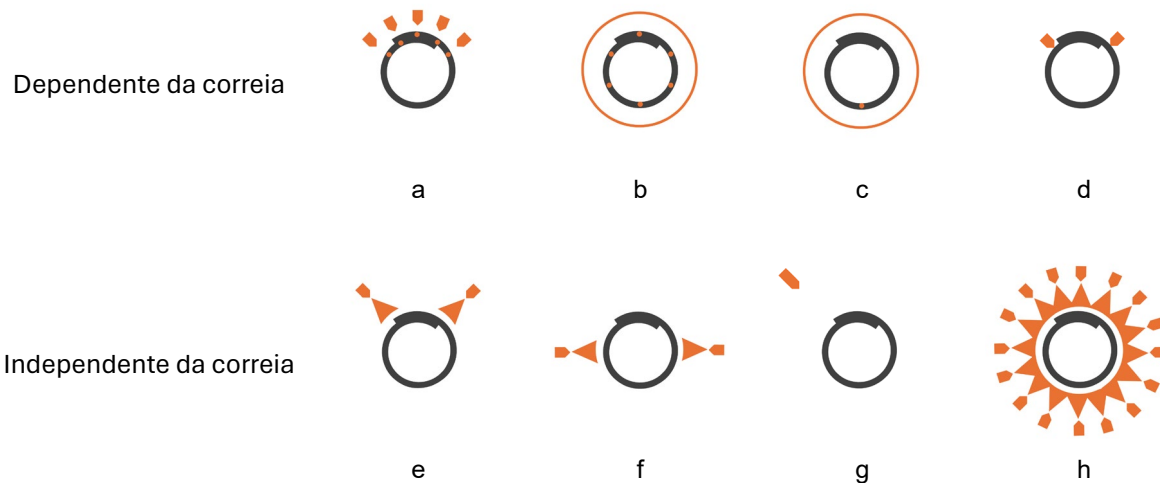 Dependente da correia
a b c d
Independente da correia
e f g h